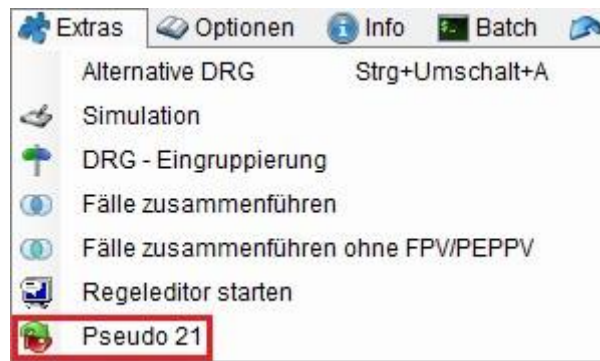 Extras Optionen Info Batch
Alternative DRG Strg+Umschalt+A
Simulation
DRG - Eingruppierung
Fälle zusammenführen
Fälle zusammenführen ohne FPV/PEPPV
Regeleditor starten
Pseudo 21